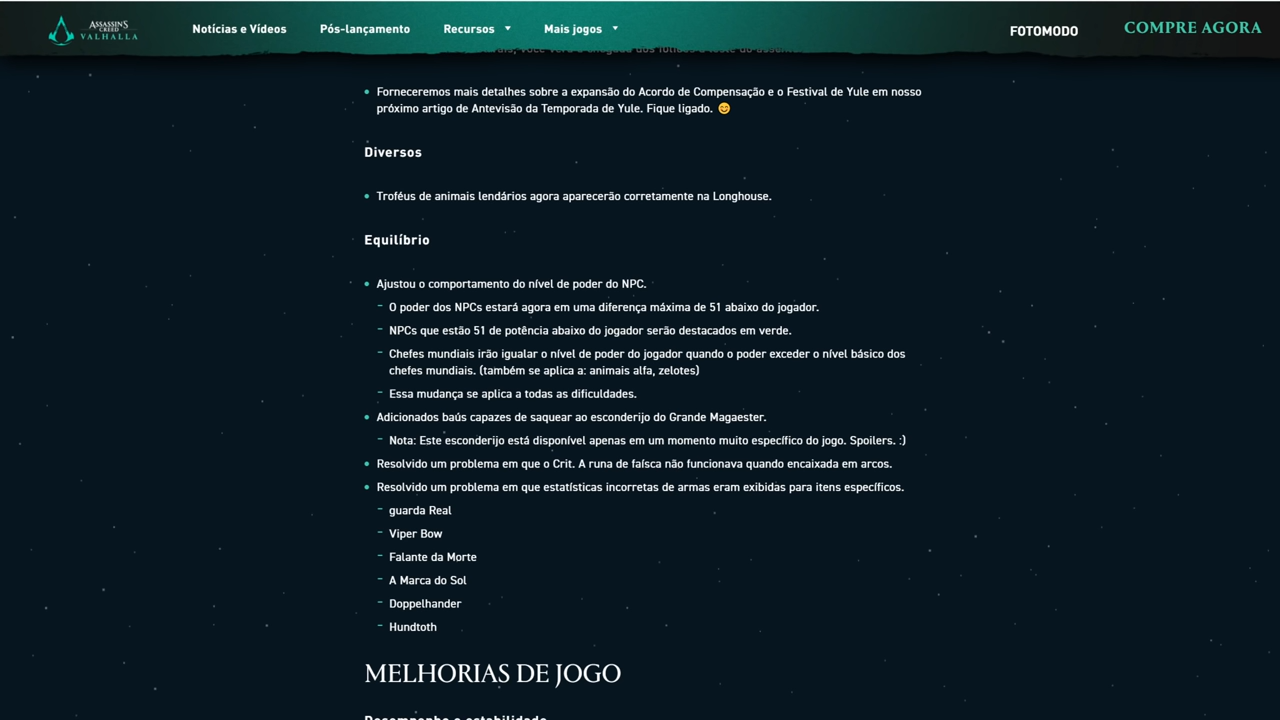 ASSASSIN'S
CREED
VALHALLA
Notícias e Vídeos
Pós-lançamento
Recursos
Mais jogos
FOTOMODO
COMPRE AGORA
Forneceremos mais detalhes sobre a expansão do Acordo de Compensação e o Festival de Yule em nosso
próximo artigo de Antevisão da Temporada de Yule. Fique ligado. 😊
Diversos
Troféus de animais lendários agora aparecerão corretamente na Longhouse.
Equilíbrio
Ajustou o comportamento do nível de poder do NPC.
O poder dos NPCs estará agora em uma diferença máxima de 51 abaixo do jogador.
NPCs que estão 51 de potência abaixo do jogador serão destacados em verde.
Chefes mundiais irão igualar o nível de poder do jogador quando o poder exceder o nível básico dos
chefes mundiais. (também se aplica a: animais alfa, zelotes)
Essa mudança se aplica a todas as dificuldades.
Adicionados baús capazes de saquear ao esconderijo do Grande Magaester.
Nota: Este esconderijo está disponível apenas em um momento muito específico do jogo. Spoilers. :)
Resolvido um problema em que o Crit. A runa de faísca não funcionava quando encaixada em arcos.
Resolvido um problema em que estatísticas incorretas de armas eram exibidas para itens específicos.
guarda Real
Viper Bow
Falante da Morte
A Marca do Sol
Doppelhander
Hundtoth
MELHORIAS DE JOGO
Desempenho e estabilidade